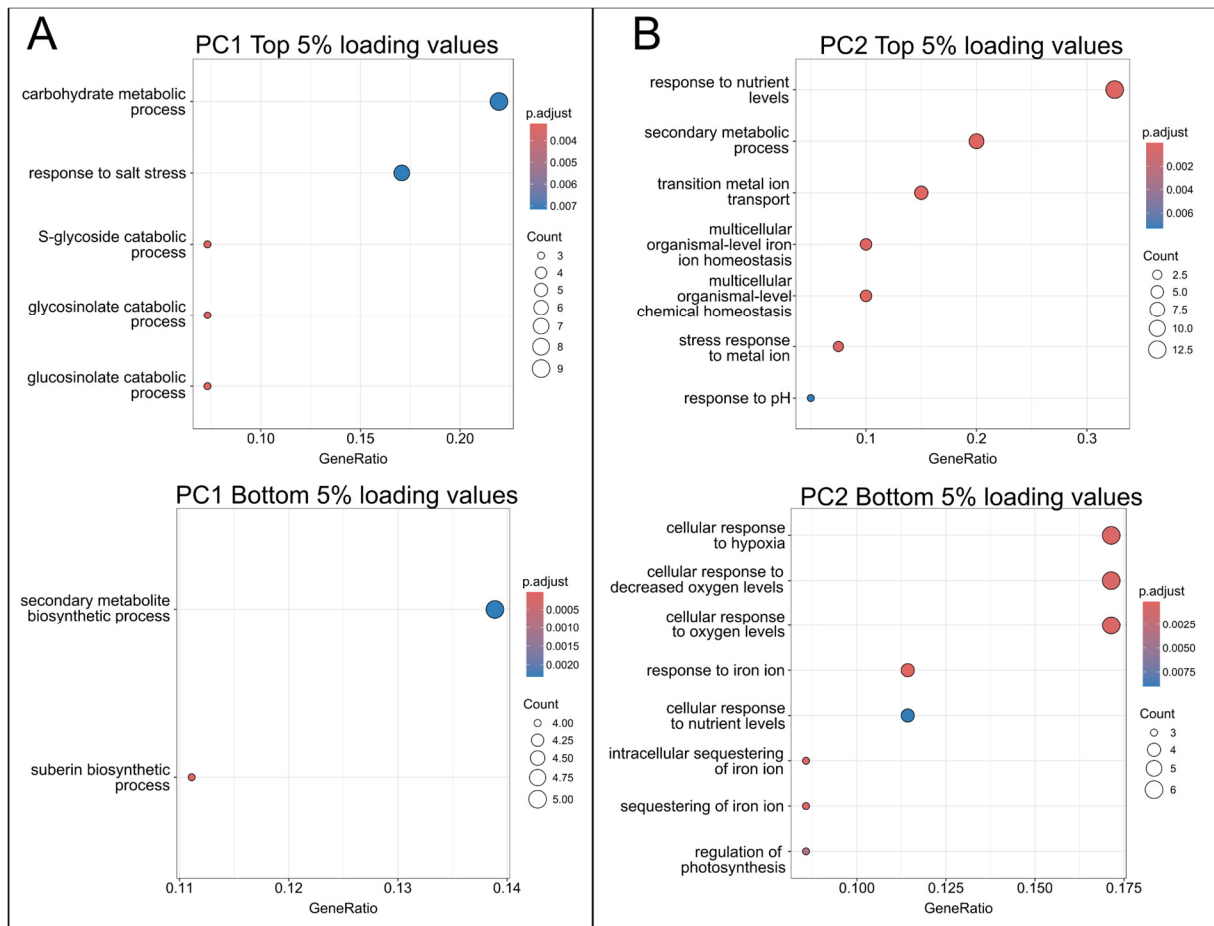 A
PC1 Top 5% loading values
carbohydrate metabolic
process
response to salt stress
S-glycoside catabolic
process
glycosinolate catabolic
process
glucosinolate catabolic
process
0.10
0.15
0.20
GeneRatio
p.adjust
0.004
0.005
0.006
0.007
Count
3
4
5
6
7
8
9
PC1 Bottom 5% loading values
secondary metabolite
biosynthetic process
suberin biosynthetic
process
0.11
0.12
0.13
0.14
GeneRatio
p.adjust
0.0005
0.0010
0.0015
0.0020
Count
4.00
4.25
4.50
4.75
5.00
B
PC2 Top 5% loading values
response to nutrient
levels
secondary metabolic
process
transition metal ion
transport
multicellular
organismal-level iron
ion homeostasis
multicellular
organismal-level
chemical homeostasis
stress response
to metal ion
response to pH
0.1
0.2
0.3
GeneRatio
p.adjust
0.002
0.004
0.006
Count
2.5
5.0
7.5
10.0
12.5
PC2 Bottom 5% loading values
cellular response
to hypoxia
cellular response to
decreased oxygen levels
cellular response
to oxygen levels
response to iron ion
cellular response
to nutrient levels
intracellular sequestering
of iron ion
sequestering of iron ion
regulation of
photosynthesis
0.100
0.125
0.150
0.175
GeneRatio
p.adjust
0.0025
0.0050
0.0075
Count
3
4
5
6